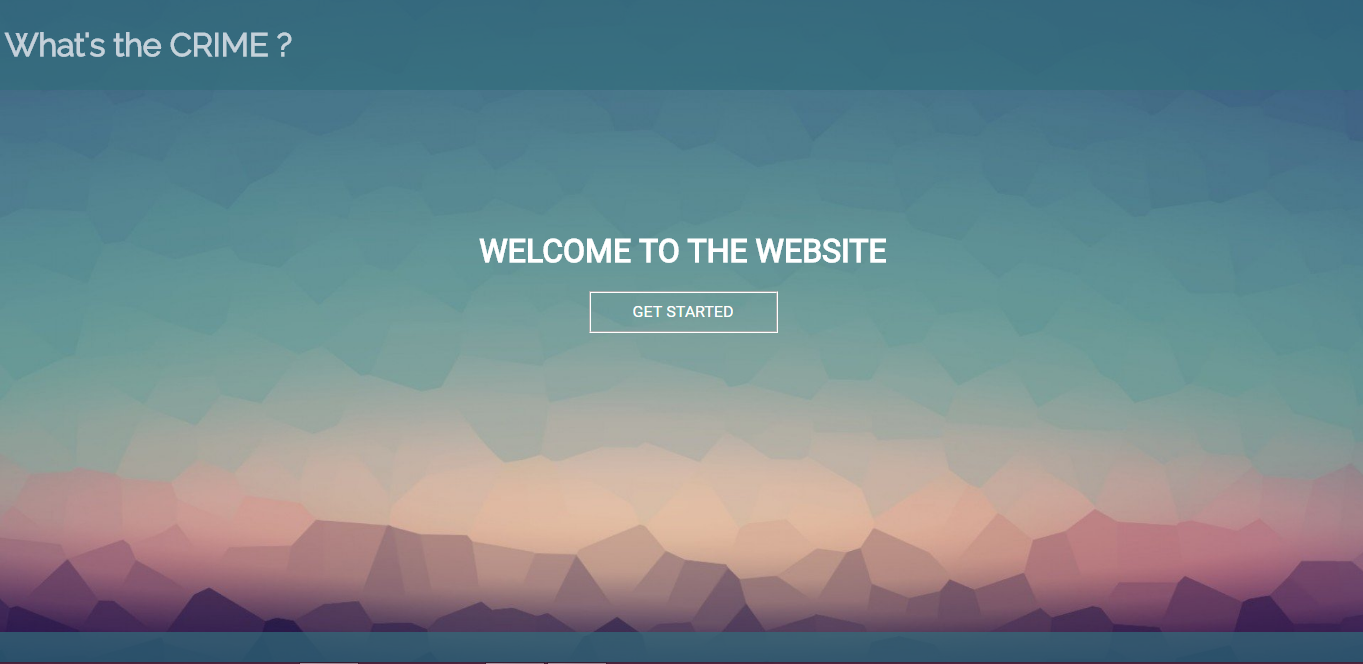 What's the CRIME ?
WELCOME TO THE WEBSITE
GET STARTED